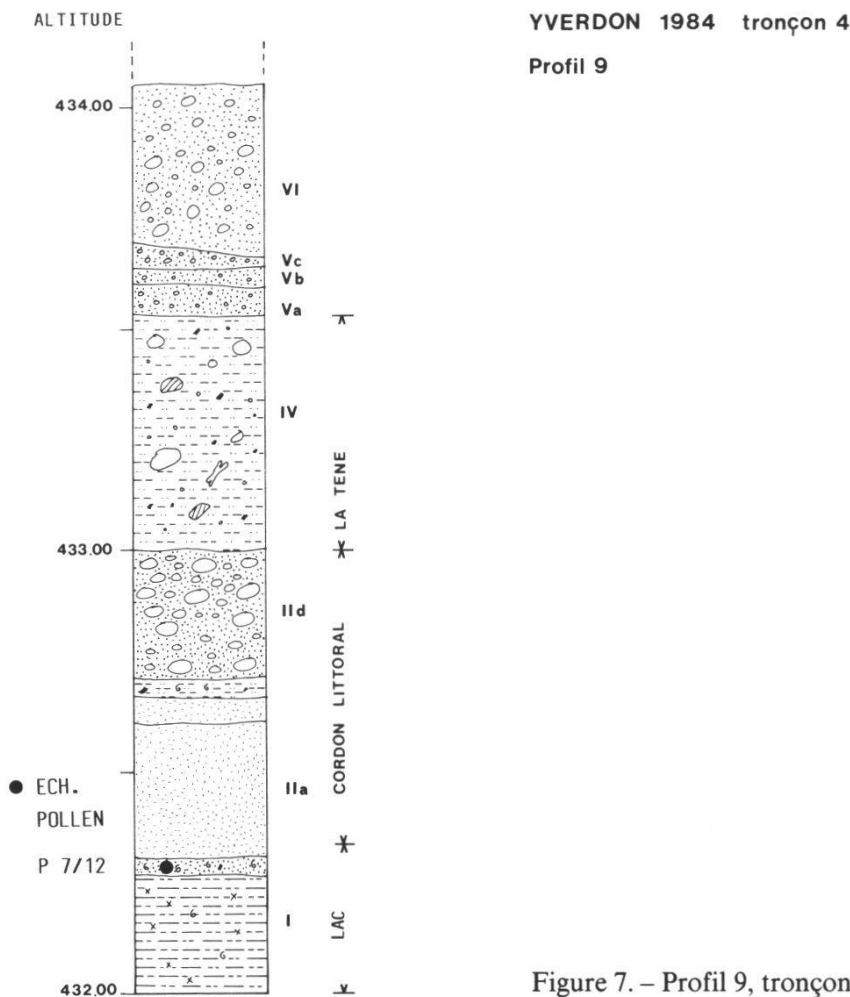 ALTITUDE
YVERDON 1984 tronçon 4
Profil 9
434.00
VI
Vc
Vb
Va
IV
LA TENE
433.00
IId
CORDON LITTORAL
IIa
● ECH.
POLLEN
P 7/12
I
LAC
432.00
Figure 7. – Profil 9, tronçon